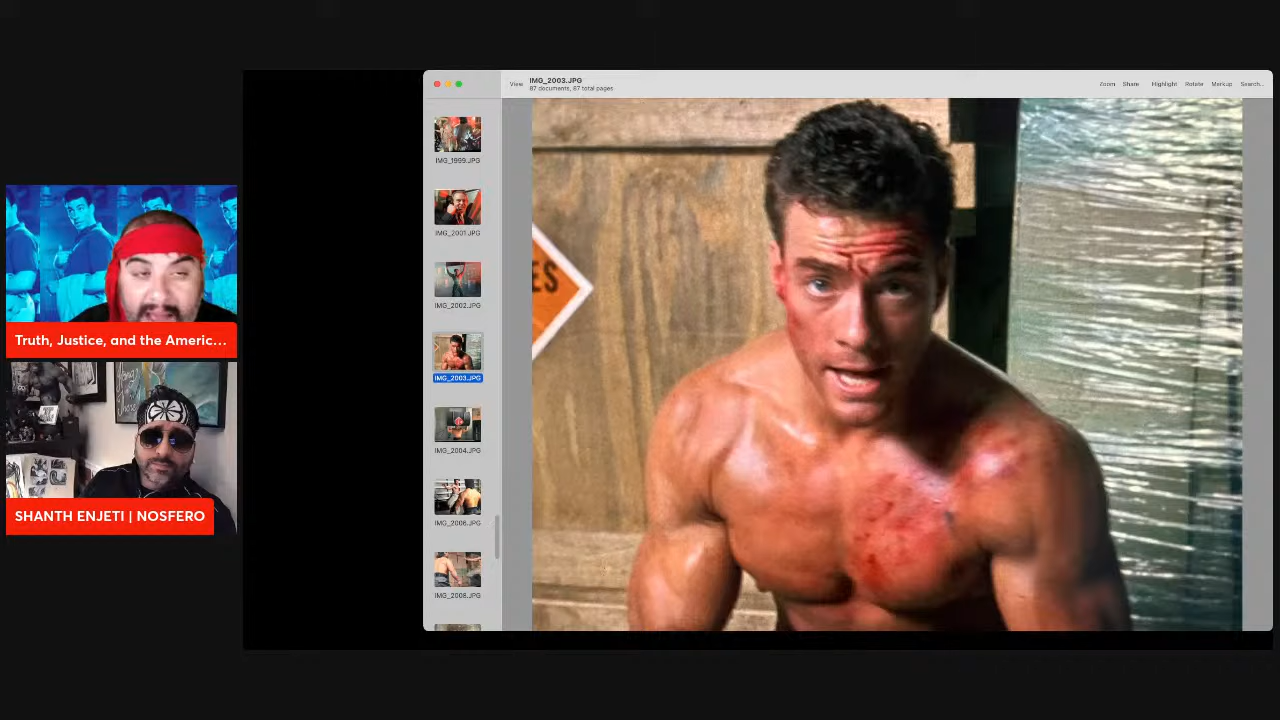 View
IMG_2003.JPG
87 documents, 87 total pages
Zoom Share Highlight Rotate Markup Search...
IMG_1999.JPG
IMG_2001.JPG
IMG_2002.JPG
IMG_2003.JPG
IMG_2004.JPG
IMG_2006.JPG
IMG_2008.JPG
ES
Truth, Justice, and the Americ...
SHANTH ENJETI | NOSFERO